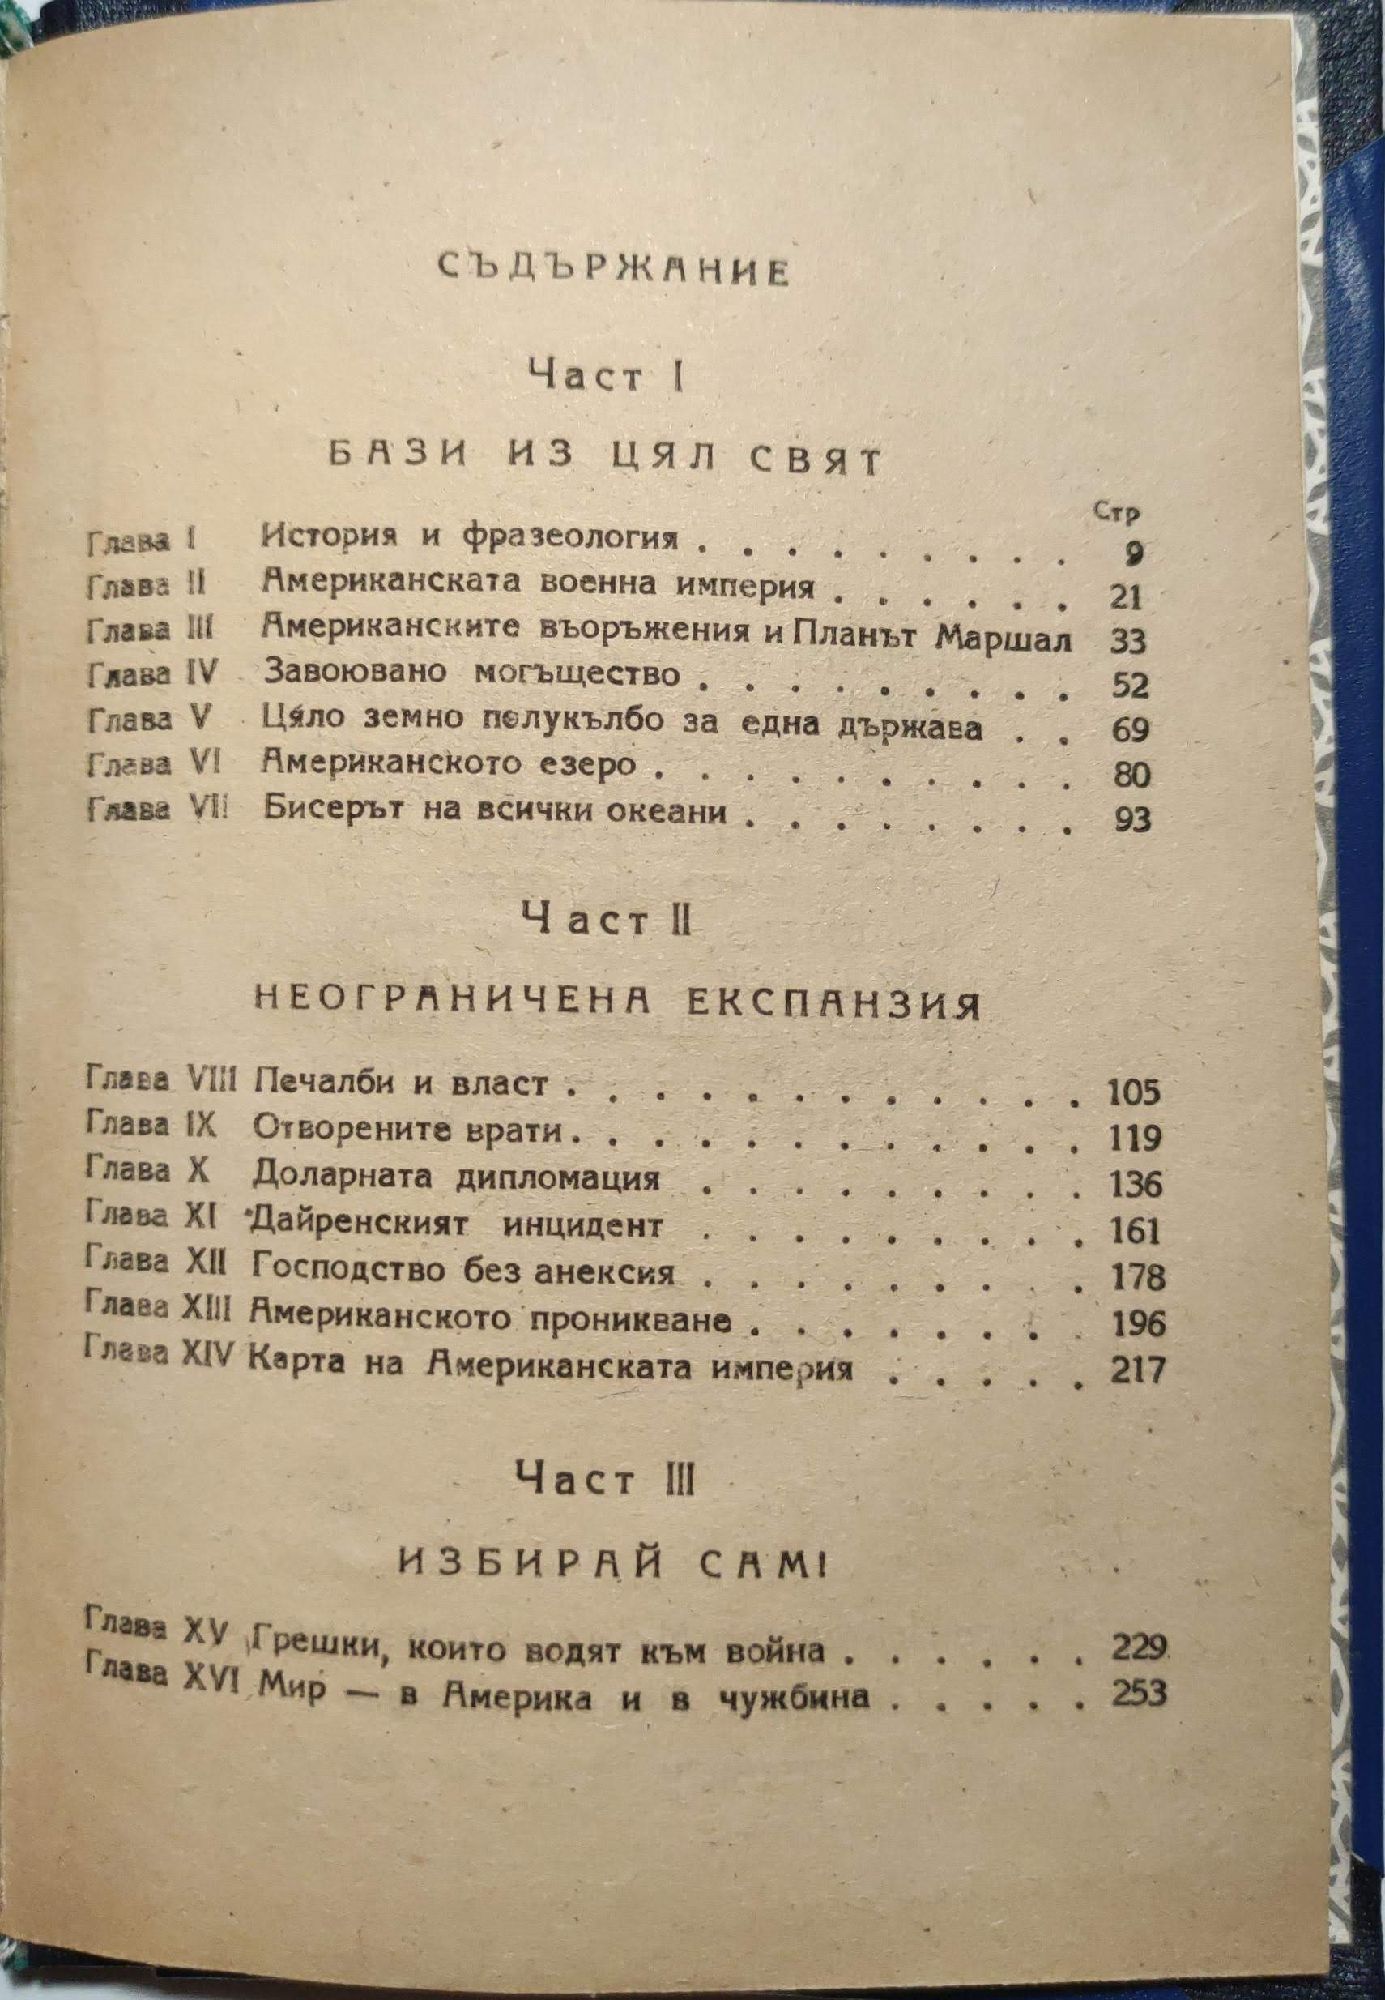 СЪДЪРЖАНИЕ
Част I
БАЗИ ИЗ ЦЯЛ СВЯТ
Стр
Глава I История и фразеология . . . . . . . . . 9
Глава II Американската военна империя . . . . . . 21
Глава III Американските въоръжения и Планът Маршал 33
Глава IV Завоювано могъщество . . . . . . . . . 52
Глава V Цяло земно полукълбо за една държава . . 69
Глава VI Американското езеро . . . . . . . . . . 80
Глава VII Бисерът на всички океани . . . . . . . . 93
Част II
НЕОГРАНИЧЕНА ЕКСПАНЗИЯ
Глава VIII Печалби и власт . . . . . . . . . . . . 105
Глава IX Отворените врати . . . . . . . . . . . . 119
Глава X Доларната дипломация . . . . . . . . . 136
Глава XI Дайренският инцидент . . . . . . . . . 161
Глава XII Господство без анексия . . . . . . . . 178
Глава XIII Американското проникване . . . . . . . . 196
Глава XIV Карта на Американската империя . . . . . 217
Част III
ИЗБИРАЙ САМ!
Глава XV Грешки, които водят към война . . . . . . 229
Глава XVI Мир — в Америка и в чужбина . . . . . 253